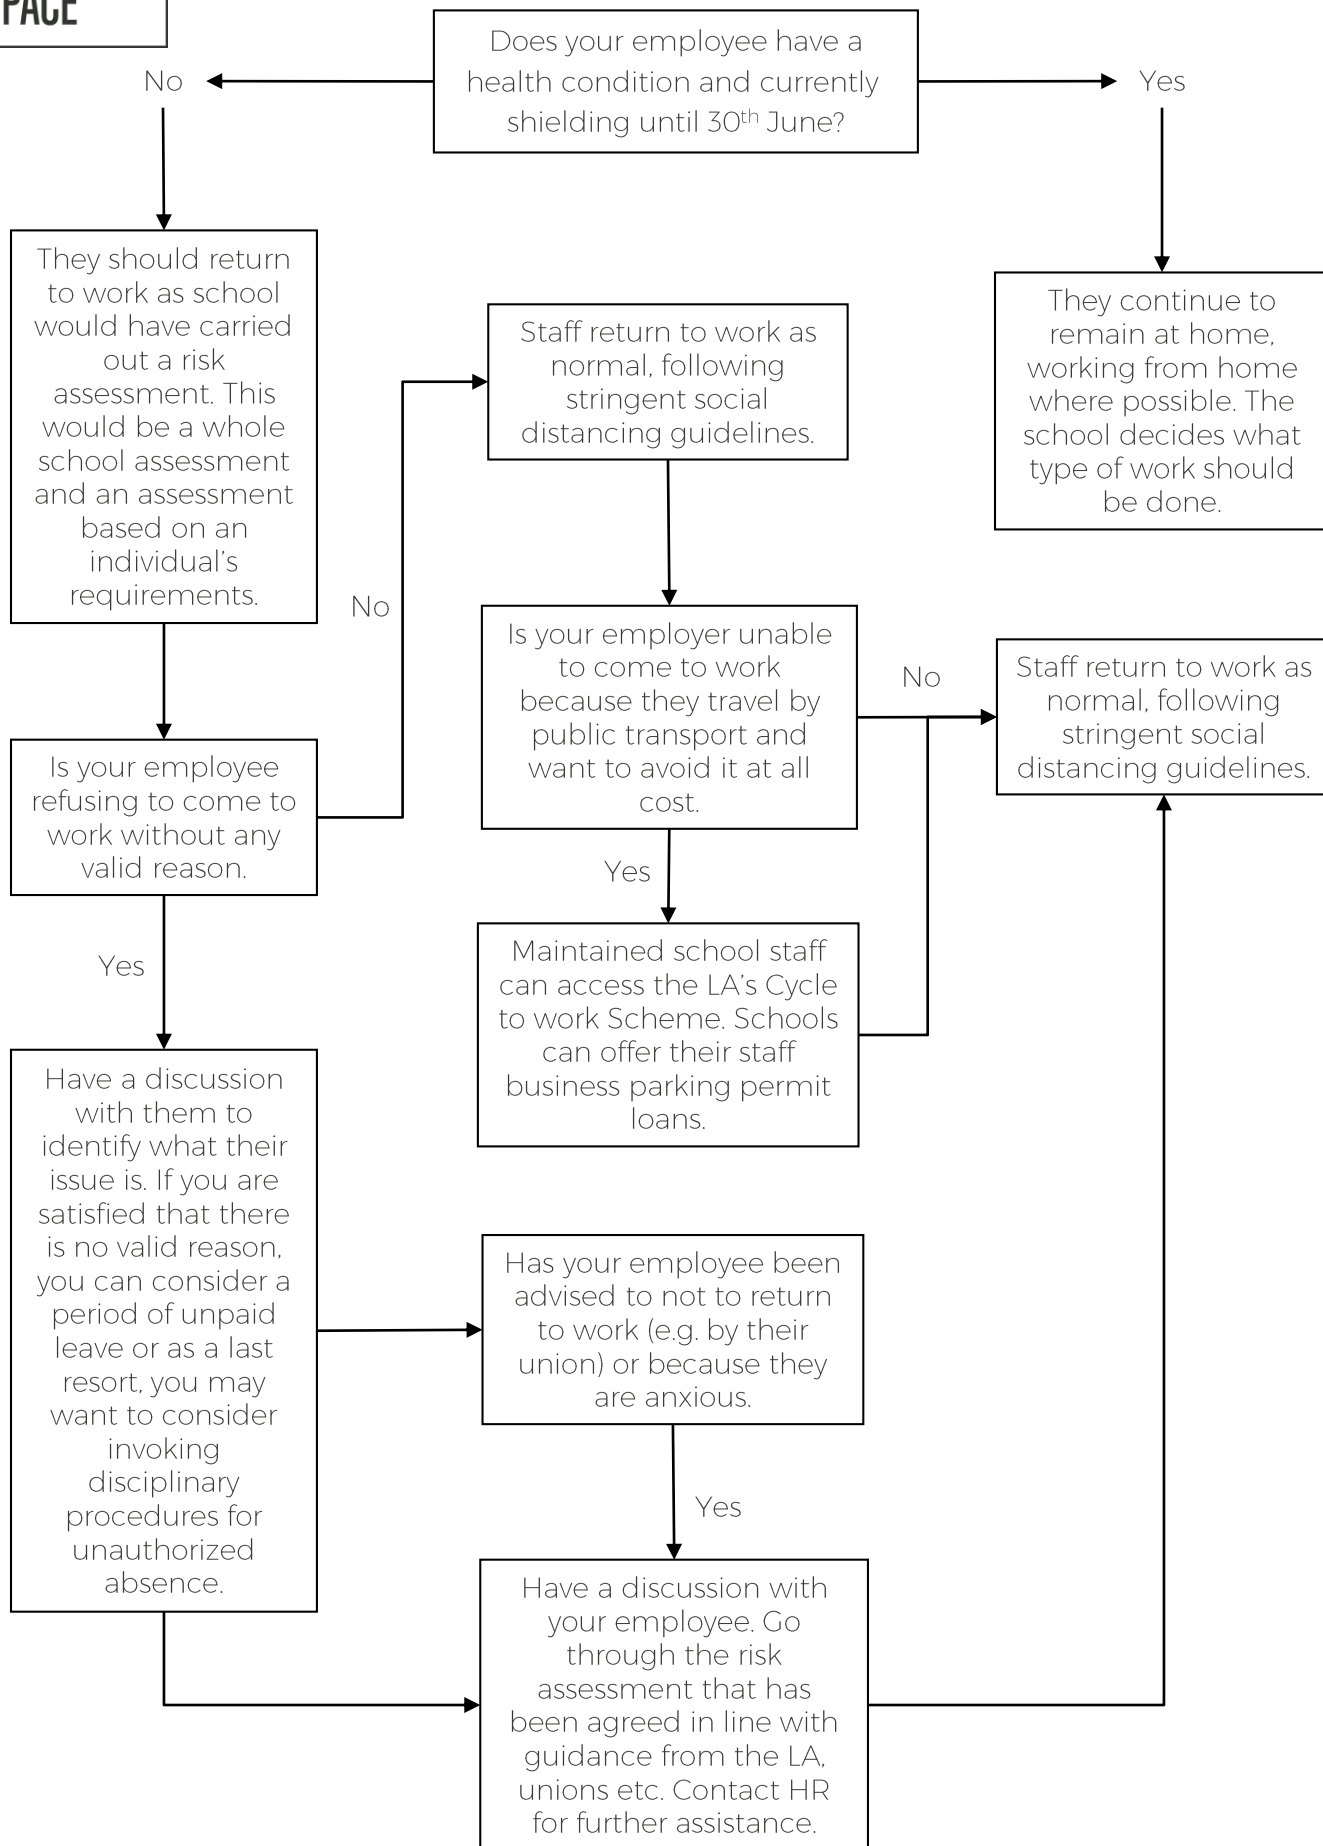 PACE
Does your employee have a
health condition and currently
shielding until 30th June?
No
Yes
They should return
to work as school
would have carried
out a risk
assessment. This
would be a whole
school assessment
and an assessment
based on an
individual’s
requirements.
Staff return to work as
normal, following
stringent social
distancing guidelines.
They continue to
remain at home,
working from home
where possible. The
school decides what
type of work should
be done.
No
Is your employer unable
to come to work
because they travel by
public transport and
want to avoid it at all
cost.
No
Staff return to work as
normal, following
stringent social
distancing guidelines.
Is your employee
refusing to come to
work without any
valid reason.
Yes
Maintained school staff
can access the LA’s Cycle
to work Scheme. Schools
can offer their staff
business parking permit
loans.
Yes
Have a discussion
with them to
identify what their
issue is. If you are
satisfied that there
is no valid reason,
you can consider a
period of unpaid
leave or as a last
resort, you may
want to consider
invoking
disciplinary
procedures for
unauthorized
absence.
Has your employee been
advised to not to return
to work (e.g. by their
union) or because they
are anxious.
Yes
Have a discussion with
your employee. Go
through the risk
assessment that has
been agreed in line with
guidance from the LA,
unions etc. Contact HR
for further assistance.